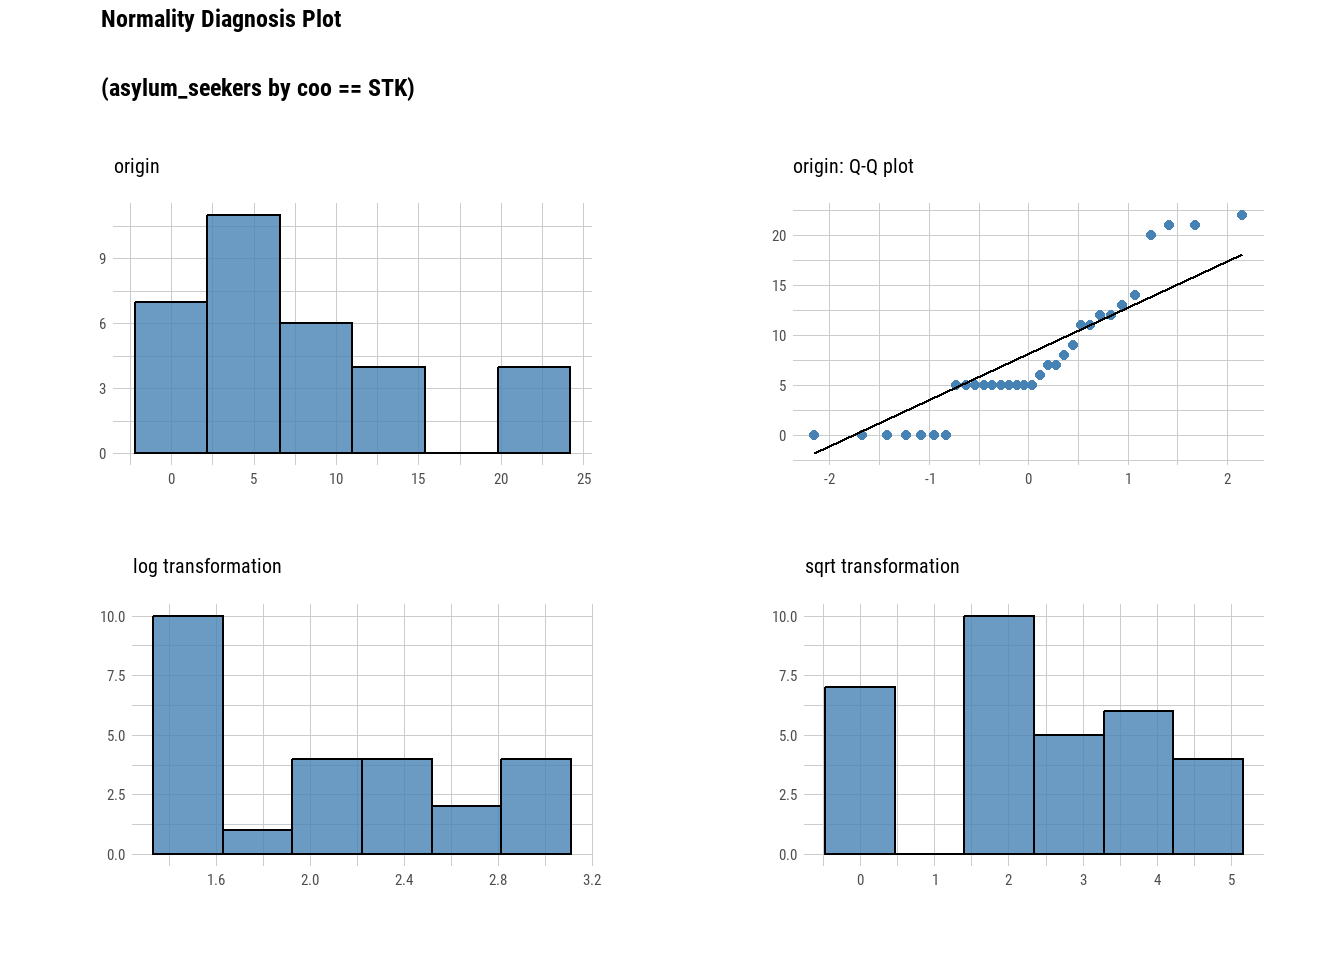 Normality Diagnosis Plot
(asylum_seekers by coo == STK)
origin
9
6
3
0
0 5 10 15 20 25
origin: Q-Q plot
20
15
10
5
0
-2 -1 0 1 2
log transformation
10.0
7.5
5.0
2.5
0.0
1.6 2.0 2.4 2.8 3.2
sqrt transformation
10.0
7.5
5.0
2.5
0.0
0 1 2 3 4 5